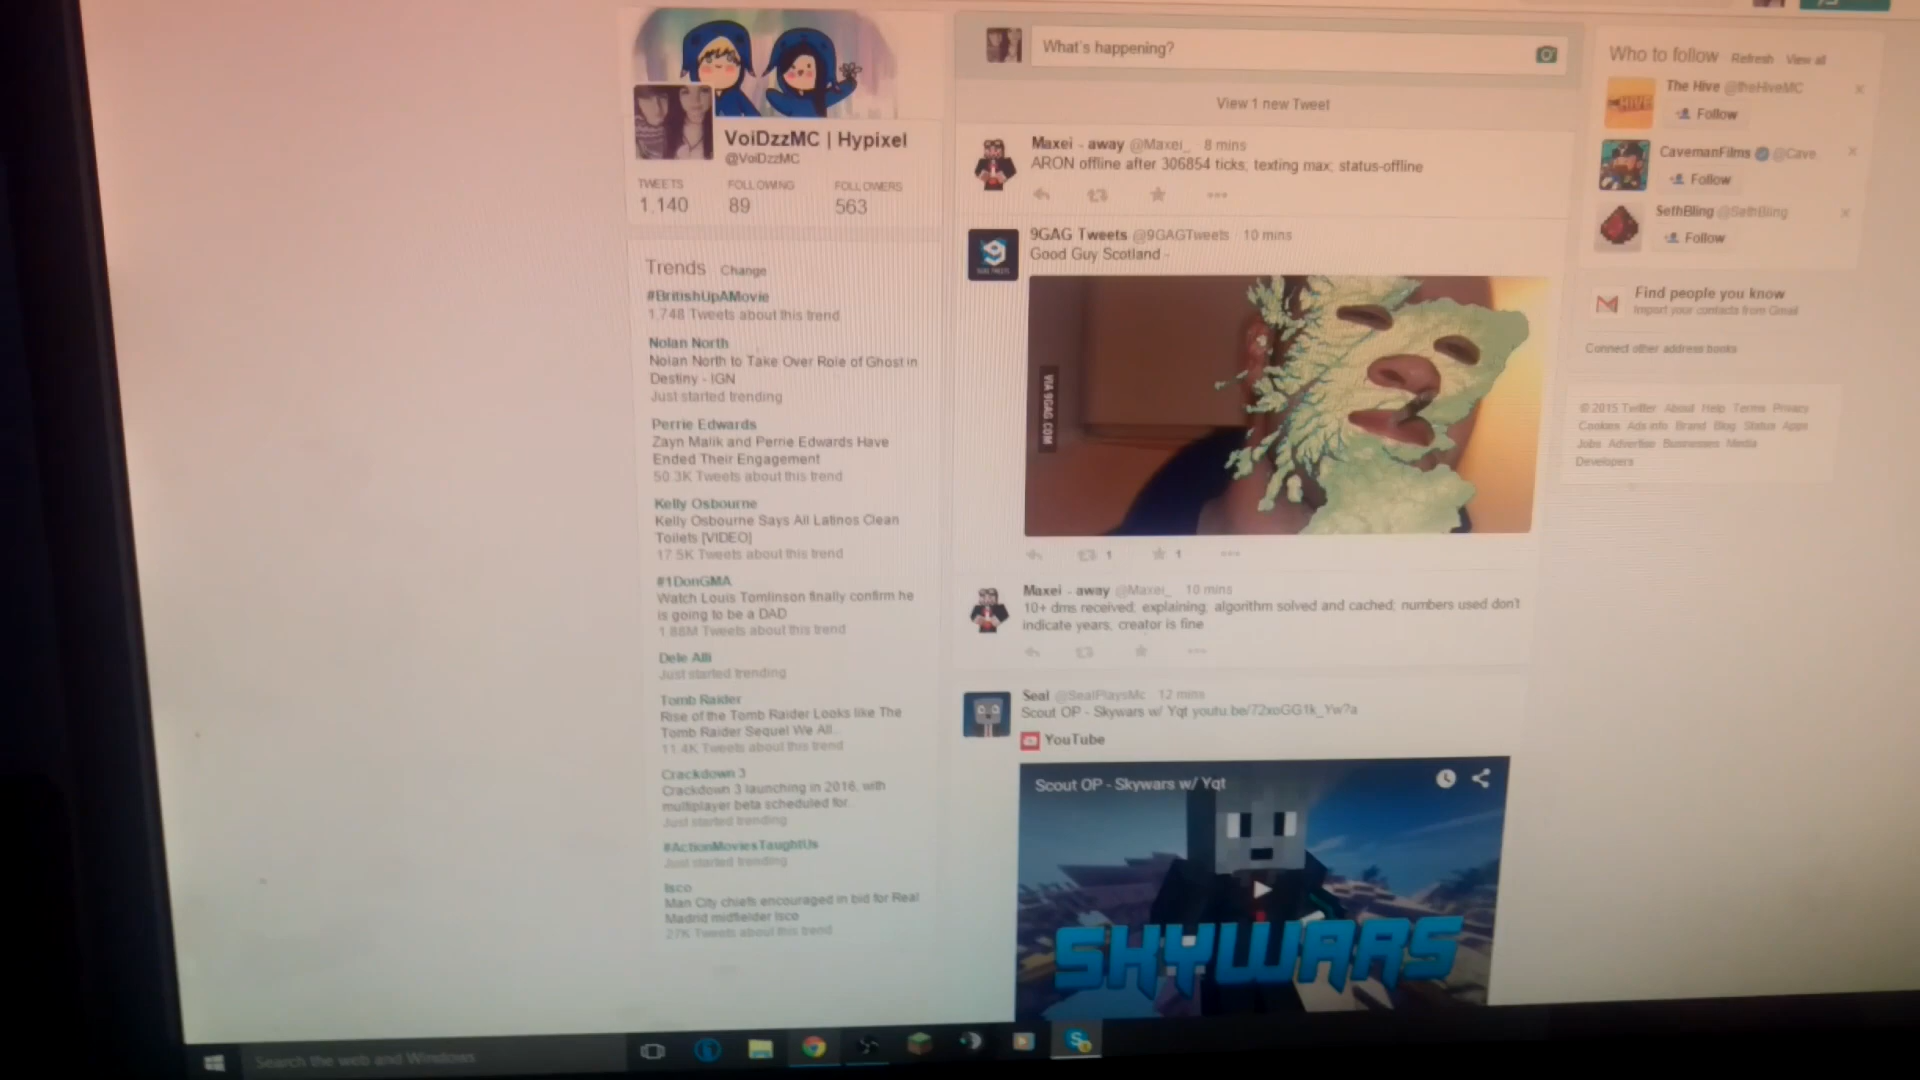 VoiDzzMC | Hypixel
@VoiDzzMC
TWEETS FOLLOWING FOLLOWERS
1,140 89 563
Trends Change
#BritishUpAMovie
1,748 Tweets about this trend
Nolan North
Nolan North to Take Over Role of Ghost in
Destiny - IGN
Just started trending
Perrie Edwards
Zayn Malik and Perrie Edwards Have
Ended Their Engagement
50.3K Tweets about this trend
Kelly Osbourne
Kelly Osbourne Says All Latinos Clean
Toilets [VIDEO]
17.5K Tweets about this trend
#1DonGMA
Watch Louis Tomlinson finally confirm he
is going to be a DAD
1.86M Tweets about this trend
Dele Alli
Just started trending
Tomb Raider
Rise of the Tomb Raider Looks like The
Tomb Raider Sequel We All...
11.4K Tweets about this trend
Crackdown 3
Crackdown 3 launching in 2016, with
multiplayer beta scheduled for...
Just started trending
#ActionMoviesTaughtUs
Just started trending
Isco
Man City chiefs encouraged in bid for Real
Madrid midfielder Isco
27K Tweets about this trend
What's happening?
View 1 new Tweet
Maxei - away @Maxei_ · 8 mins
ARON offline after 306854 ticks; texting max; status-offline
9GAG Tweets @9GAGTweets · 10 mins
Good Guy Scotland -
VIA 9GAG.COM
1 1
Maxei - away @Maxei_ · 10 mins
10+ dms received; explaining; algorithm solved and cached; numbers used don't
indicate years, creator is fine
Seal @SealPlaysMc · 12 mins
Scout OP - Skywars w/ Yqt youtu.be/72xoGG1k_Yw?a
YouTube
Scout OP - Skywars w/ Yqt
SKYWARS
Who to follow Refresh View all
The Hive @theHiveMC
HIVE
Follow
CavemanFilms @Cave...
Follow
SethBling @SethBling
Follow
Find people you know
Import your contacts from Gmail
Connect other address books
© 2015 Twitter About Help Terms Privacy
Cookies Ads info Brand Blog Status Apps
Jobs Advertise Businesses Media
Developers
Search the web and Windows